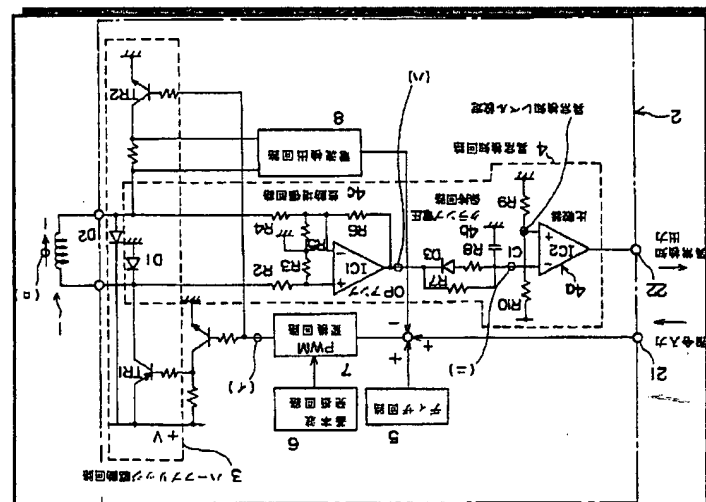 3 ハーフブリッジ駆動回路
+V
5
ディザ回路
6
基本波
発振回路
指令入力
21
+
+
−
7
PWM
変換回路
(イ)
TR1
異常検知
出力
22
4a
IC2
比較器
R10
R9
(ニ)
C1
R7
R8
D3
4b
クランプ電圧
保持回路
OPアンプ
IC1
R2
R3
R4
R5
R6
4c
差動増幅回路
D1
D2
(ロ)
1
4 異常検知回路
異常検知レベル設定
(ハ)
電流検出回路
8
TR2
2